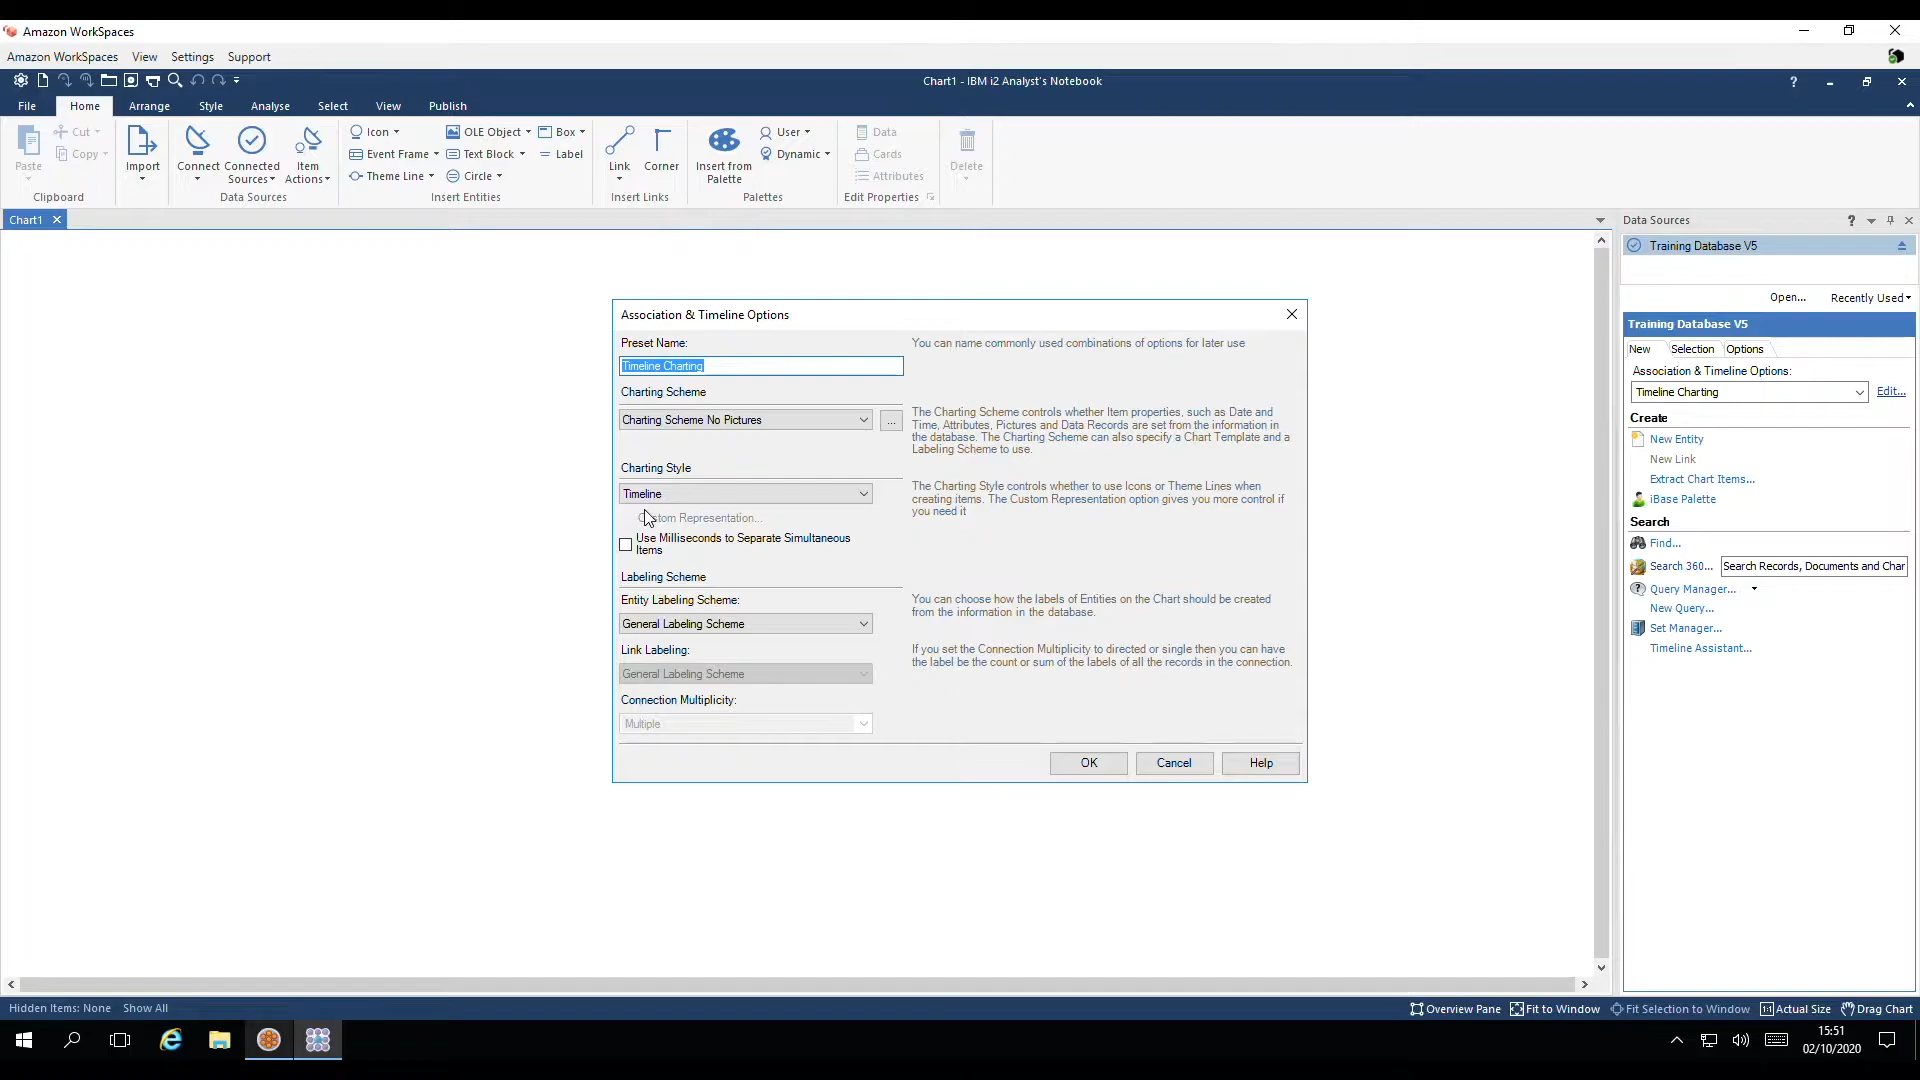 Amazon WorkSpaces
Amazon WorkSpaces View Settings Support
Chart1 - IBM i2 Analyst's Notebook
File Home Arrange Style Analyse Select View Publish
Paste
Cut
Copy
Clipboard
Import
Connect
Connected Sources
Item Actions
Data Sources
Icon
Event Frame
Theme Line
OLE Object
Text Block
Circle
Box
Label
Insert Entities
Link
Corner
Insert Links
Insert from Palette
User
Dynamic
Palettes
Data
Cards
Attributes
Edit Properties
Delete
Chart1
Association & Timeline Options
Preset Name:
You can name commonly used combinations of options for later use
Timeline Charting
Charting Scheme
Charting Scheme No Pictures
...
The Charting Scheme controls whether Item properties, such as Date and
Time, Attributes, Pictures and Data Records are set from the information in
the database. The Charting Scheme can also specify a Chart Template and a
Labeling Scheme to use.
Charting Style
Timeline
The Charting Style controls whether to use Icons or Theme Lines when
creating items. The Custom Representation option gives you more control if
you need it
Custom Representation...
Use Milliseconds to Separate Simultaneous
Items
Labeling Scheme
Entity Labeling Scheme:
General Labeling Scheme
You can choose how the labels of Entities on the Chart should be created
from the information in the database.
Link Labeling:
General Labeling Scheme
If you set the Connection Multiplicity to directed or single then you can have
the label be the count or sum of the labels of all the records in the connection.
Connection Multiplicity:
Multiple
OK Cancel Help
Data Sources
Training Database V5
Open... Recently Used
Training Database V5
New Selection Options
Association & Timeline Options:
Timeline Charting Edit...
Create
New Entity
New Link
Extract Chart Items...
iBase Palette
Search
Find...
Search 360... Search Records, Documents and Char
Query Manager...
New Query...
Set Manager...
Timeline Assistant...
Hidden Items: None Show All
Overview Pane Fit to Window Fit Selection to Window 1:1 Actual Size Drag Chart
15:51
02/10/2020